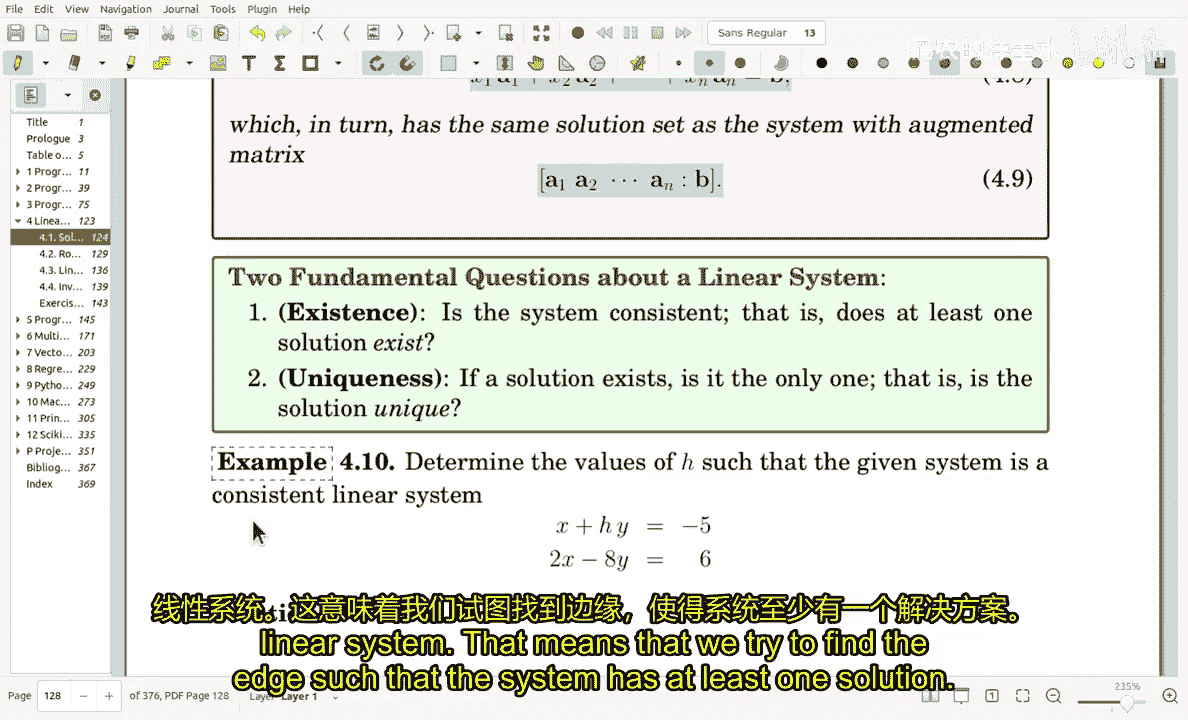 File Edit View Navigation Journal Tools Plugin Help
Sans Regular 13
Title 1
Prologue 3
Table o... 5
1 Progr... 11
2 Progr... 39
3 Progr... 75
4 Linea... 123
4.1. Sol... 124
4.2. Ro... 129
4.3. Lin... 136
4.4. Inv... 139
Exercis... 143
5 Progr... 145
6 Multi... 171
7 Vecto... 203
8 Regre... 229
9 Pytho... 249
10 Mac... 273
11 Prin... 305
12 Sciki... 335
P Proje... 351
Bibliog... 367
Index 369
which, in turn, has the same solution set as the system with augmented
matrix
[a₁ a₂ ⋯ aₙ : b]. (4.9)
Two Fundamental Questions about a Linear System:
1. (Existence): Is the system consistent; that is, does at least one
solution exist?
2. (Uniqueness): If a solution exists, is it the only one; that is, is the
solution unique?
Example 4.10. Determine the values of h such that the given system is a
consistent linear system
x + h y = −5
2x − 8y = 6
线性系统。这意味着我们试图找到边缘，使得系统至少有一个解决方案。
linear system. That means that we try to find the
edge such that the system has at least one solution.
Page 128 − + of 376, PDF Page 128 Layer Layer 1 235%